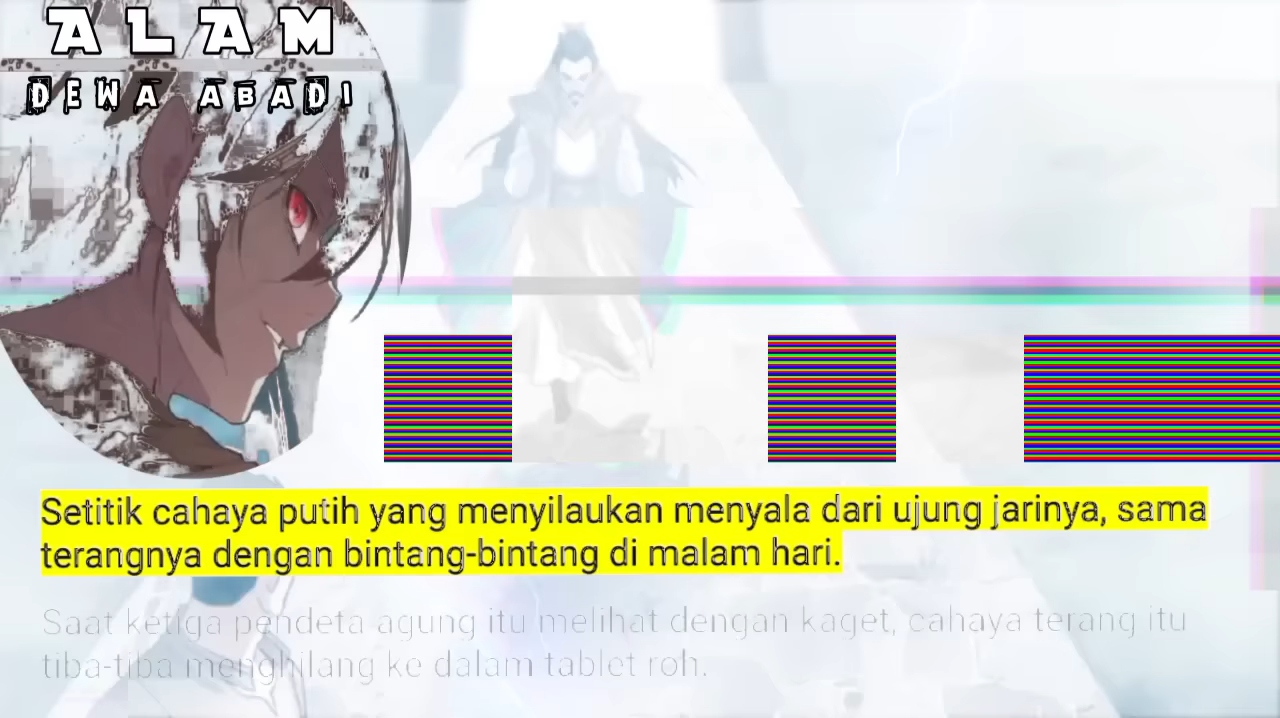 ALAM
DEWA ABADI
Setitik cahaya putih yang menyilaukan menyala dari ujung jarinya, sama
terangnya dengan bintang-bintang di malam hari.
Saat ketiga pendeta agung itu melihat dengan kaget, cahaya terang itu
tiba-tiba menghilang ke dalam tablet roh.